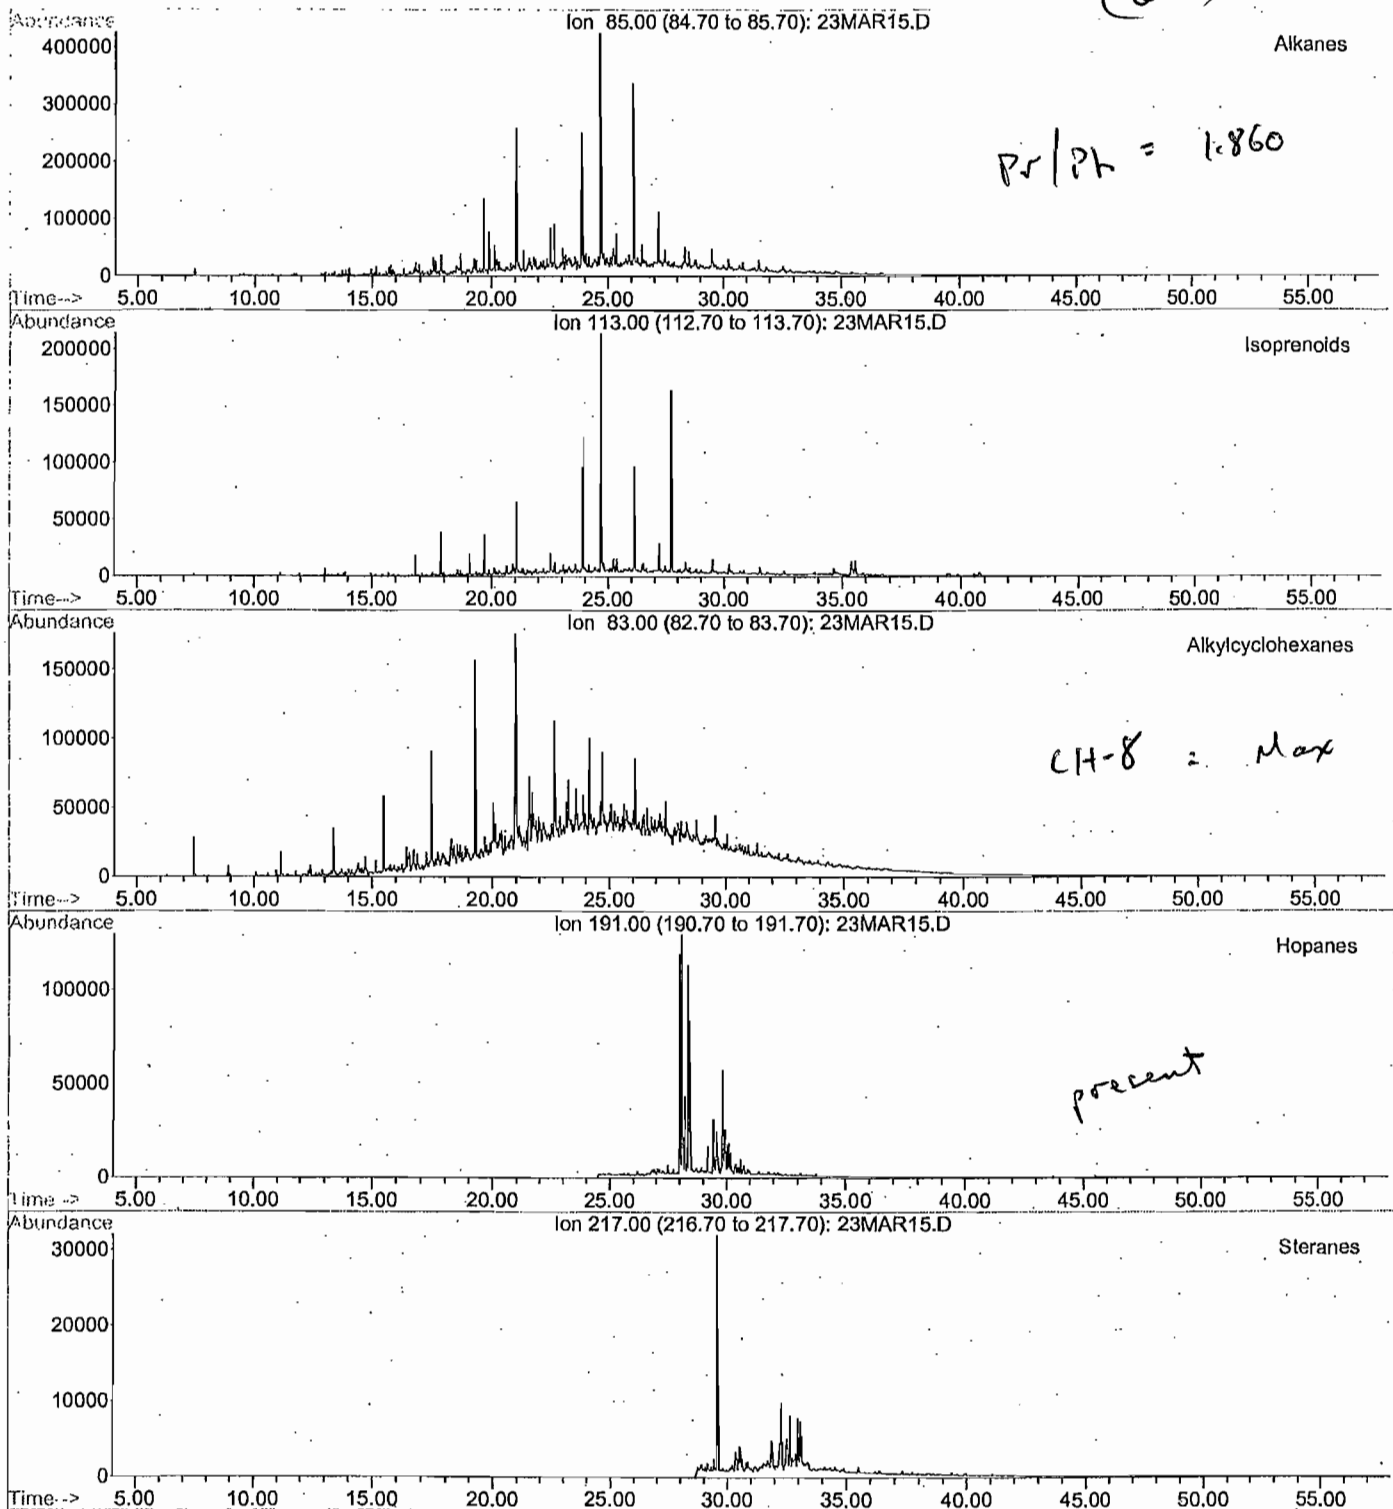 Abundance
Ion 85.00 (84.70 to 85.70): 23MAR15.D
Alkanes
400000
300000
200000
100000
0
Pr/Ph = 1.860
Time--> 5.00 10.00 15.00 20.00 25.00 30.00 35.00 40.00 45.00 50.00 55.00
Abundance
Ion 113.00 (112.70 to 113.70): 23MAR15.D
Isoprenoids
200000
150000
100000
50000
0
Time--> 5.00 10.00 15.00 20.00 25.00 30.00 35.00 40.00 45.00 50.00 55.00
Abundance
Ion 83.00 (82.70 to 83.70): 23MAR15.D
Alkylcyclohexanes
150000
100000
50000
0
CH-8 = Max
Time--> 5.00 10.00 15.00 20.00 25.00 30.00 35.00 40.00 45.00 50.00 55.00
Abundance
Ion 191.00 (190.70 to 191.70): 23MAR15.D
Hopanes
100000
50000
0
present
Time --> 5.00 10.00 15.00 20.00 25.00 30.00 35.00 40.00 45.00 50.00 55.00
Abundance
Ion 217.00 (216.70 to 217.70): 23MAR15.D
Steranes
30000
20000
10000
0
Time--> 5.00 10.00 15.00 20.00 25.00 30.00 35.00 40.00 45.00 50.00 55.00